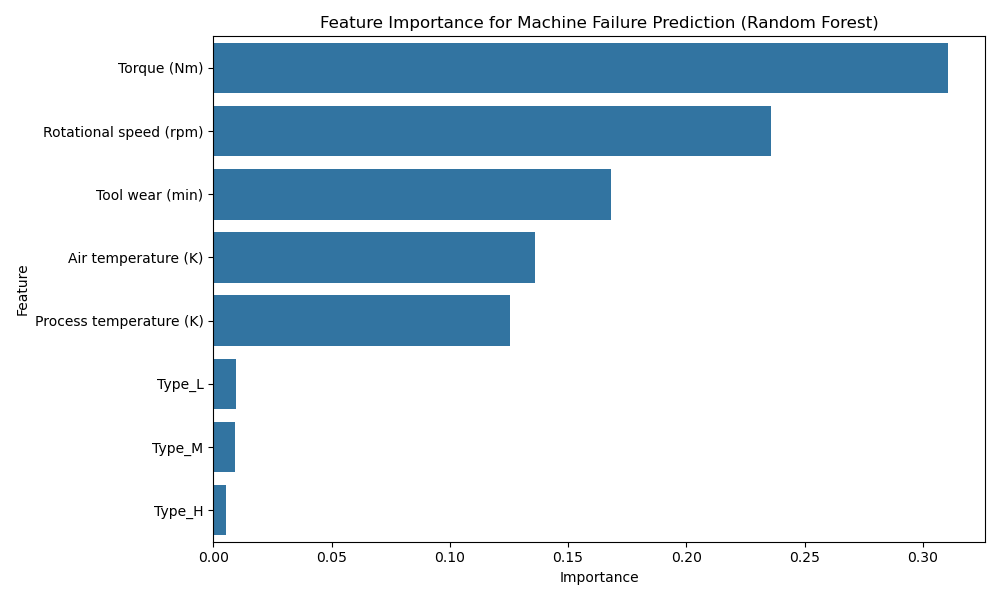 Feature Importance for Machine Failure Prediction (Random Forest)
Feature
Torque (Nm)
Rotational speed (rpm)
Tool wear (min)
Air temperature (K)
Process temperature (K)
Type_L
Type_M
Type_H
0.00 0.05 0.10 0.15 0.20 0.25 0.30
Importance